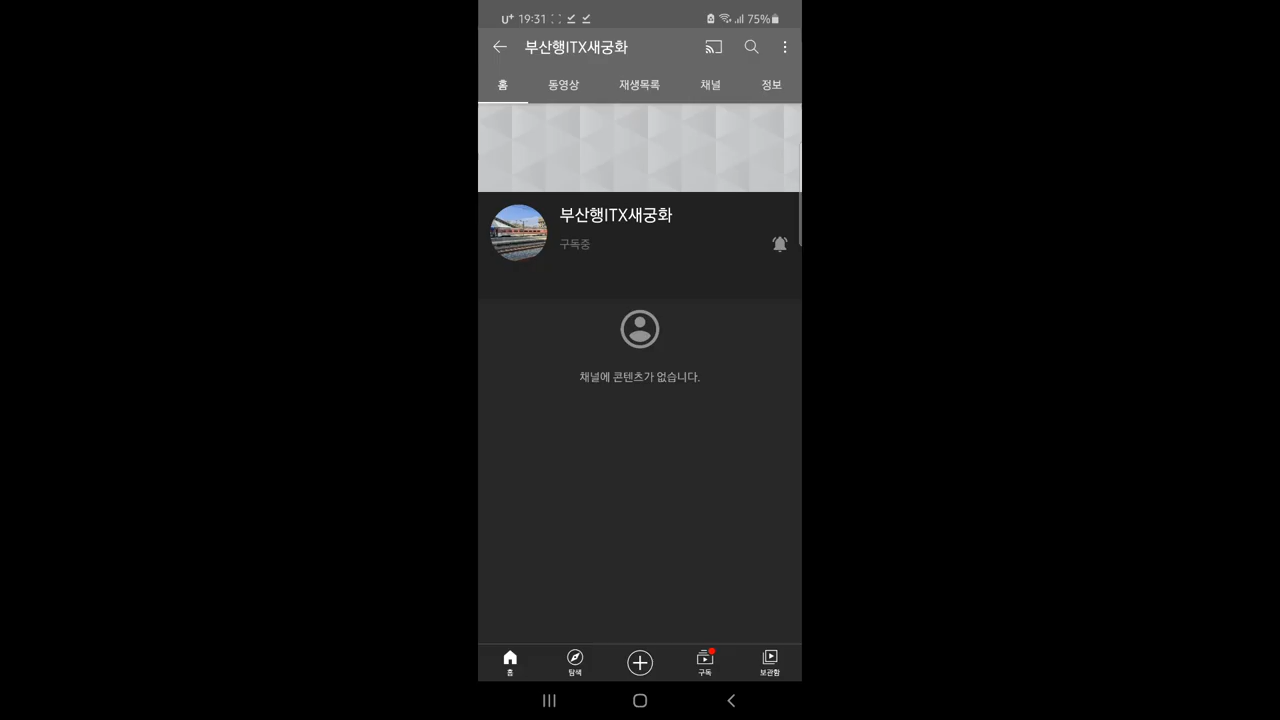 U+ 19:31 75%
부산행ITX새궁화
홈 동영상 재생목록 채널 정보
부산행ITX새궁화
구독중
채널에 콘텐츠가 없습니다.
홈 탐색 구독 보관함